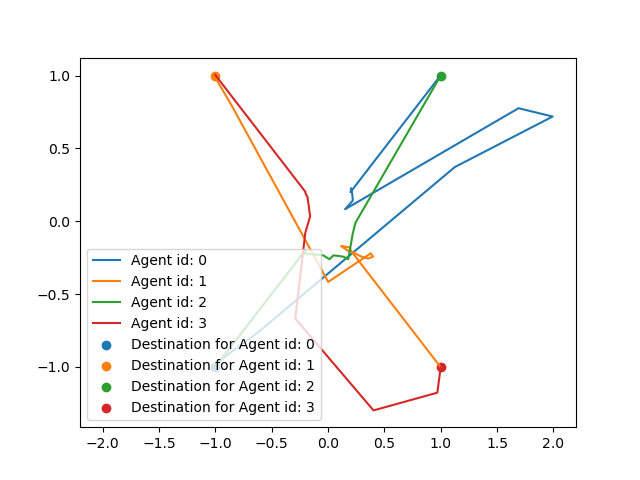 1.0
0.5
0.0
−0.5
−1.0
Agent id: 0
Agent id: 1
Agent id: 2
Agent id: 3
Destination for Agent id: 0
Destination for Agent id: 1
Destination for Agent id: 2
Destination for Agent id: 3
−2.0 −1.5 −1.0 −0.5 0.0 0.5 1.0 1.5 2.0